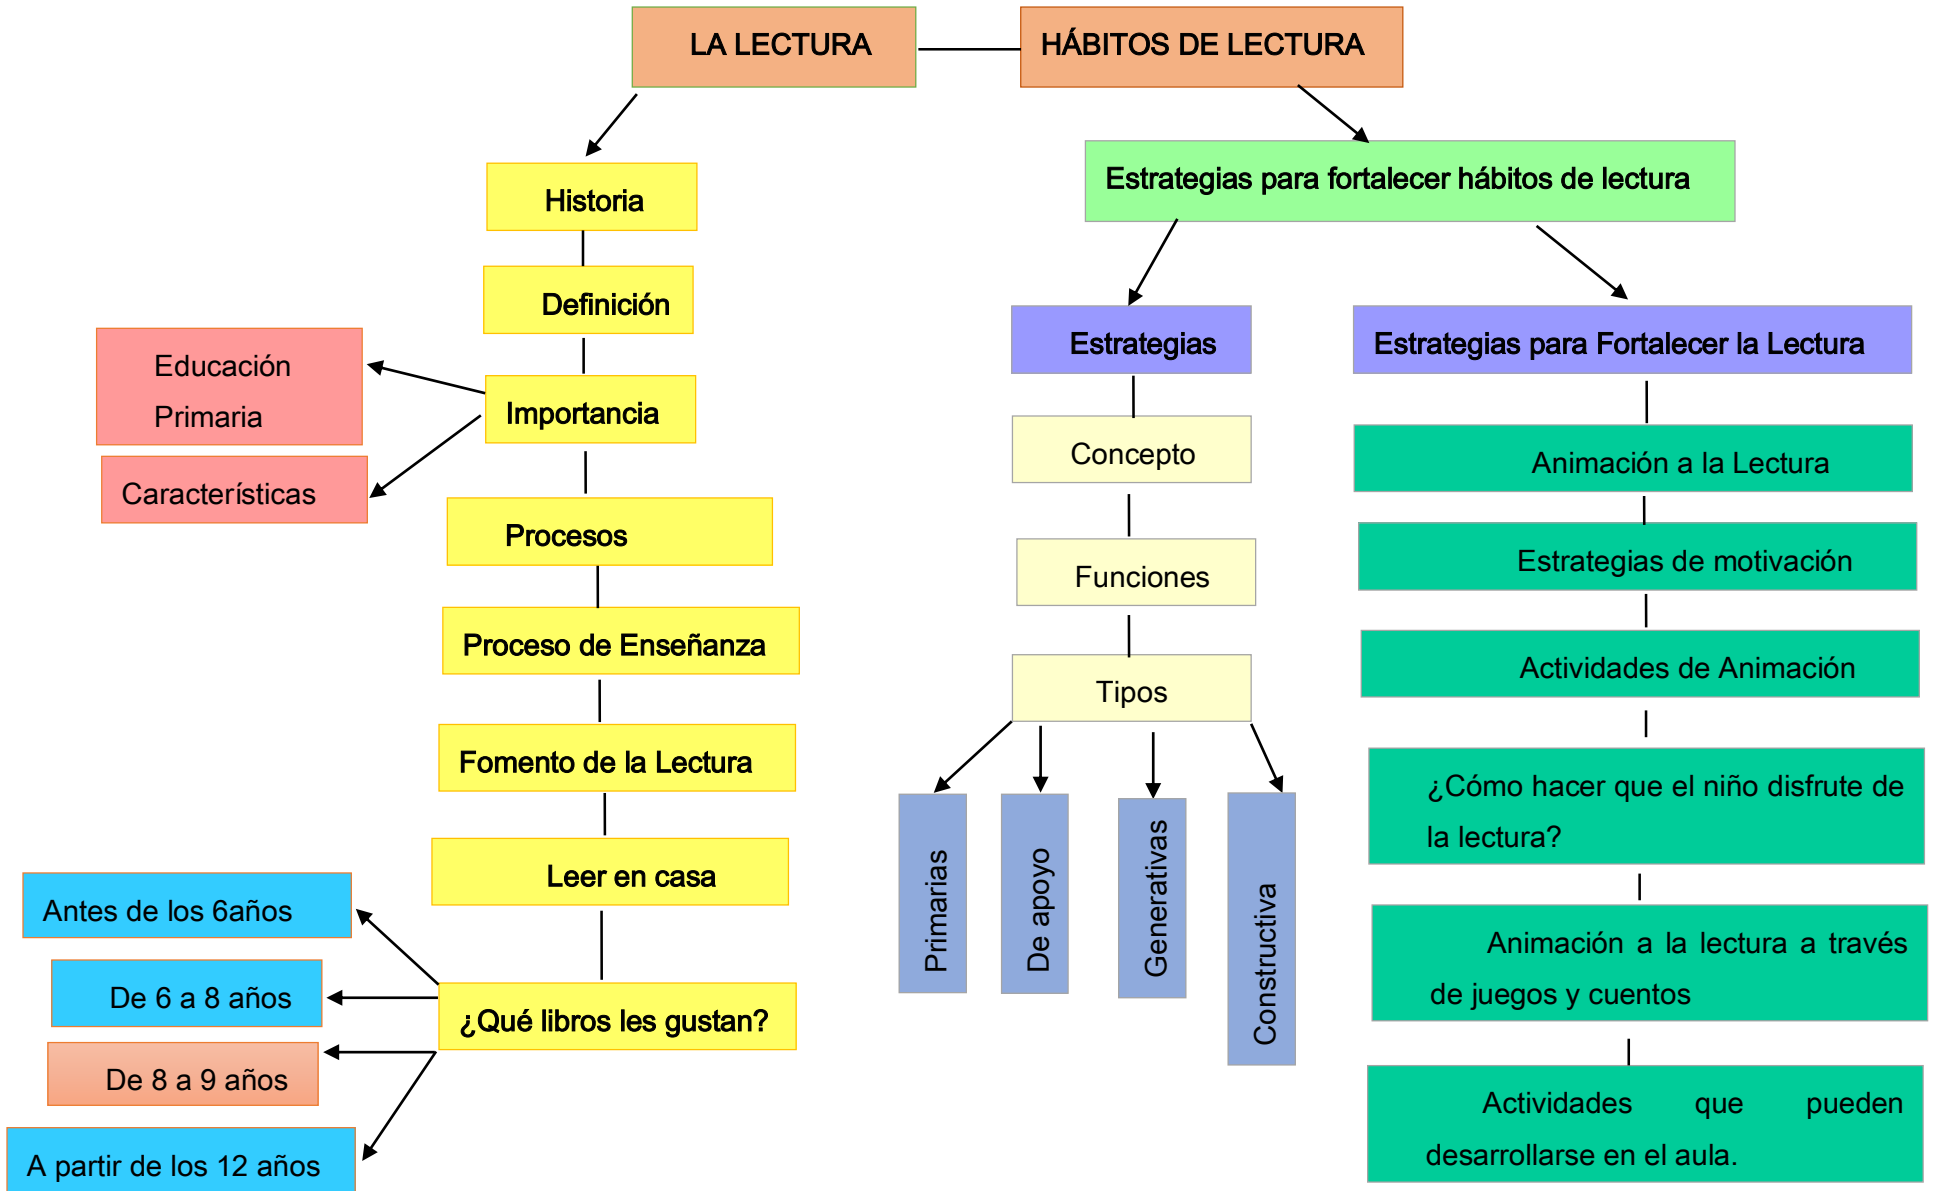 LA LECTURA
HÁBITOS DE LECTURA
Historia
Definición
Importancia
Educación
Primaria
Características
Procesos
Proceso de Enseñanza
Fomento de la Lectura
Leer en casa
¿Qué libros les gustan?
Antes de los 6años
De 6 a 8 años
De 8 a 9 años
A partir de los 12 años
Estrategias para fortalecer hábitos de lectura
Estrategias
Concepto
Funciones
Tipos
Primarias
De apoyo
Generativas
Constructiva
Estrategias para Fortalecer la Lectura
Animación a la Lectura
Estrategias de motivación
Actividades de Animación
¿Cómo hacer que el niño disfrute de
la lectura?
Animación a la lectura a través
de juegos y cuentos
Actividades que pueden
desarrollarse en el aula.